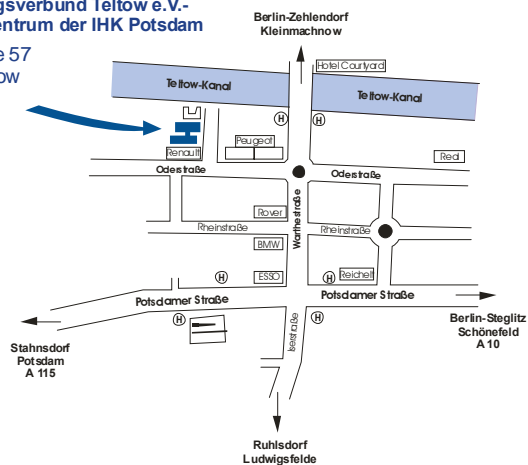 gsverbund Teltow e.V.-
entrum der IHK Potsdam
e 57
ow
Berlin-Zehlendorf
Kleinmachnow
Hotel Courtyard
Teltow-Kanal
Teltow-Kanal
H
H
Peugeot
Renault
Real
Oderstraße
Oderstraße
Warthestraße
Rover
Rheinstraße
Rheinstraße
BMW
ESSO
H
H
Reichelt
Potsdamer Straße
Potsdamer Straße
H
H
Iserstraße
Stahnsdorf
Potsdam
A 115
Berlin-Steglitz
Schönefeld
A 10
Ruhlsdorf
Ludwigsfelde